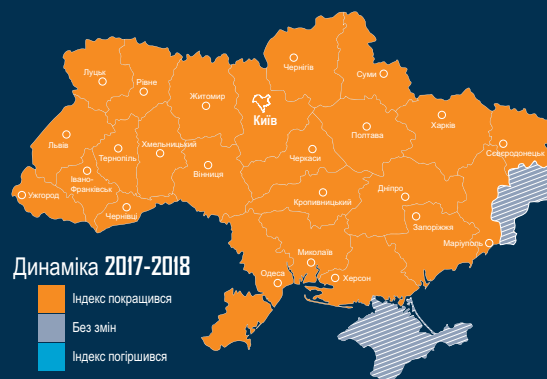 Чернігів
Луцьк
Рівне
Суми
Житомир
Київ
Харків
Полтава
Львів
Тернопіль
Хмельницький
Черкаси
Сєвєродонецьк
Вінниця
Івано-
Франківськ
Ужгород
Чернівці
Кропивницький
Дніпро
Запоріжжя
Маріуполь
Миколаїв
Одеса
Херсон
Динаміка 2017-2018
Індекс покращився
Без змін
Індекс погіршився